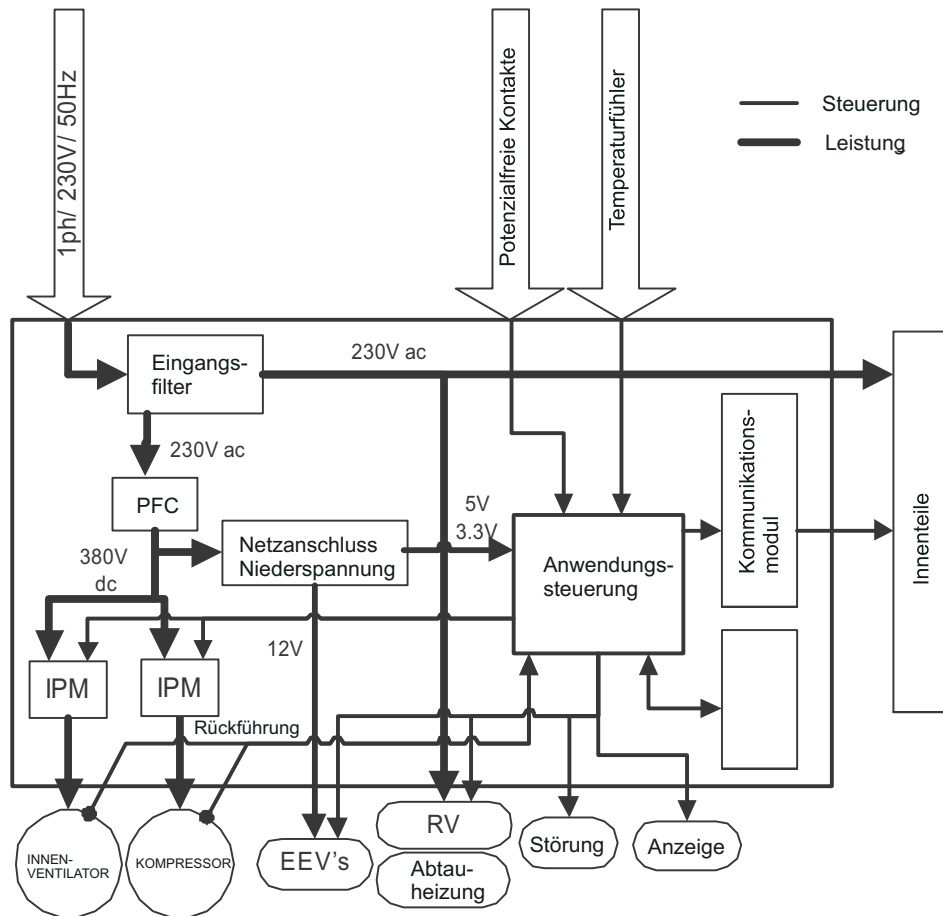 1ph/ 230V/ 50Hz
Potenzialfreie Kontakte
Temperaturfühler
Steuerung
Leistung
Eingangs-
filter
230V ac
230V ac
PFC
380V
dc
Netzanschluss
Niederspannung
5V
3.3V
Anwendungs-
steuerung
Kommunikations-
modul
Innenteile
12V
IPM
IPM
Rückführung
INNEN-
VENTILATOR
KOMPRESSOR
EEV's
RV
Abtau-
heizung
Störung
Anzeige